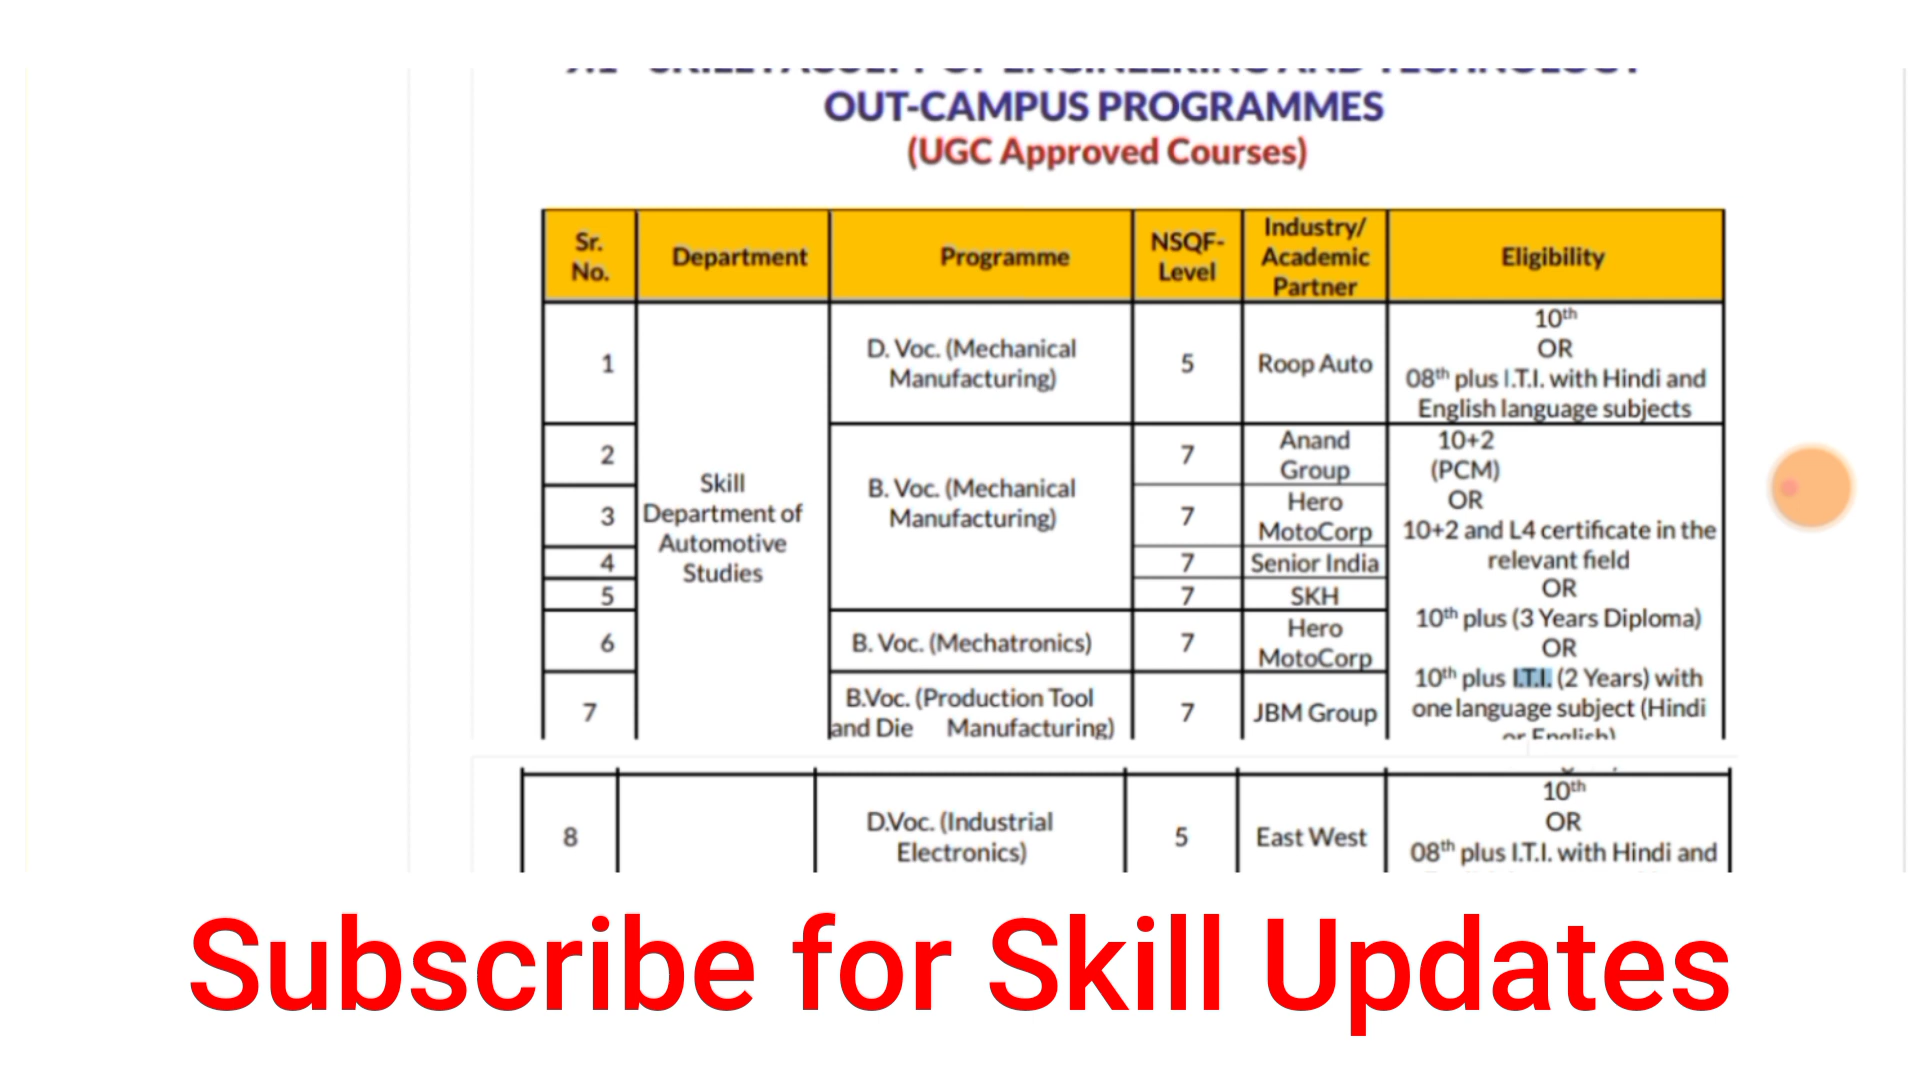 OUT-CAMPUS PROGRAMMES
(UGC Approved Courses)
Sr. No. Department Programme NSQF-Level Industry/ Academic Partner Eligibility
1 D. Voc. (Mechanical Manufacturing) 5 Roop Auto
10th
OR
08th plus I.T.I. with Hindi and
English language subjects
Skill
Department of
Automotive
Studies
B. Voc. (Mechanical
Manufacturing)
2 7 Anand Group
3 7 Hero MotoCorp
4 7 Senior India
5 7 SKH
6 B. Voc. (Mechatronics) 7 Hero MotoCorp
7 B.Voc. (Production Tool and Die Manufacturing) 7 JBM Group
10+2
(PCM)
OR
10+2 and L4 certificate in the
relevant field
OR
10th plus (3 Years Diploma)
OR
10th plus I.T.I. (2 Years) with
one language subject (Hindi
or English)
8 D.Voc. (Industrial Electronics) 5 East West
10th
OR
08th plus I.T.I. with Hindi and
Subscribe for Skill Updates